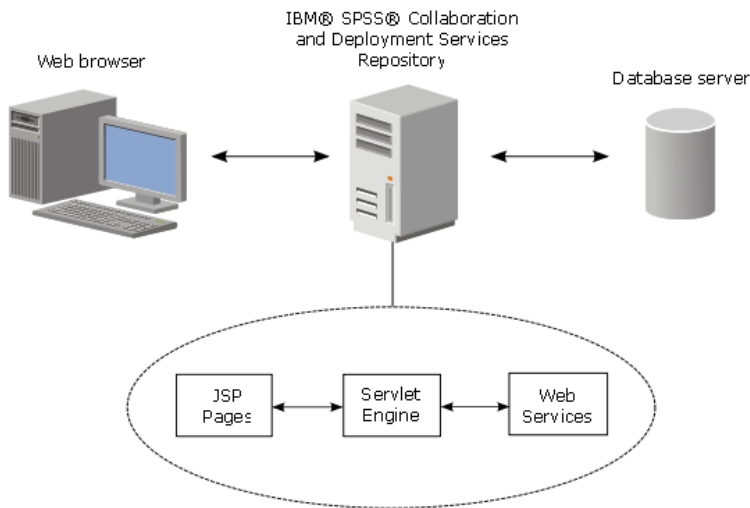 IBM® SPSS® Collaboration
and Deployment Services
Repository
Web browser
Database server
JSP
Pages
Servlet
Engine
Web
Services